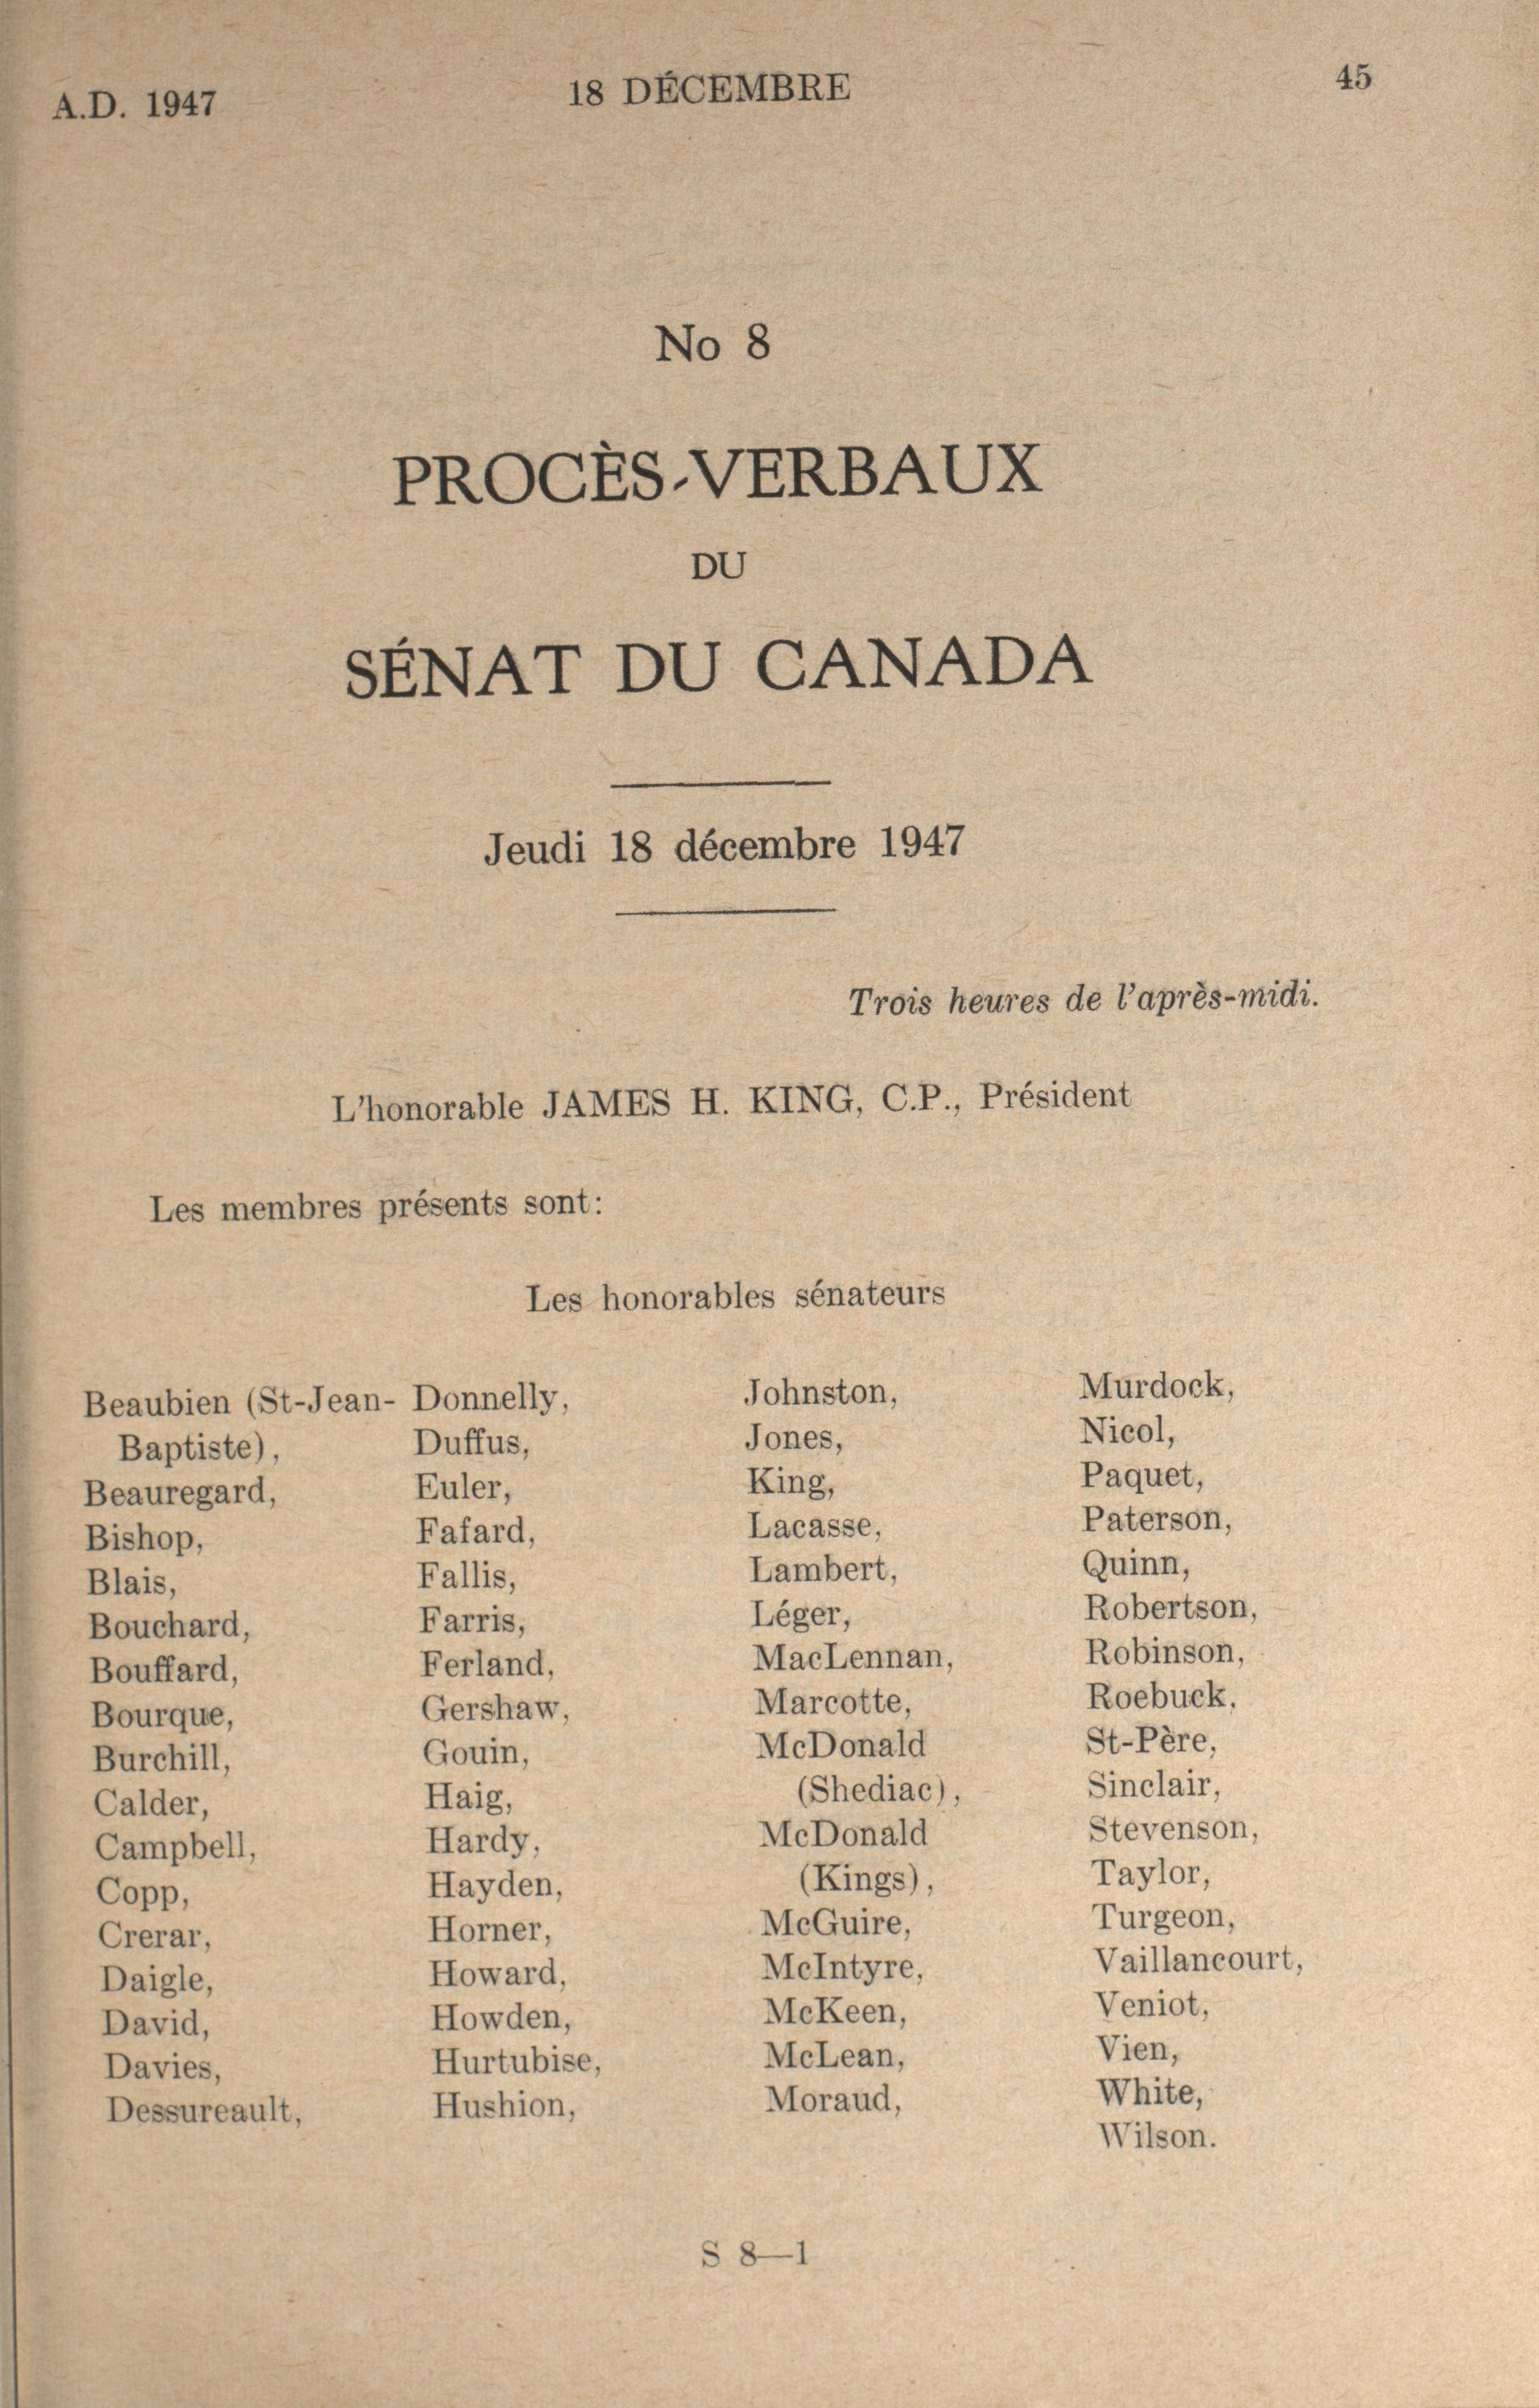 A.D. 1947
18 DÉCEMBRE
45
No 8
PROCÈS-VERBAUX
DU
SÉNAT DU CANADA
Jeudi 18 décembre 1947
Trois heures de l'après-midi.
L'honorable JAMES H. KING, C.P., Président
Les membres présents sont:
Les honorables sénateurs
Beaubien (St-Jean-
Baptiste),
Beauregard,
Bishop,
Blais,
Bouchard,
Bouffard,
Bourque,
Burchill,
Calder,
Campbell,
Copp,
Crerar,
Daigle,
David,
Davies,
Dessureault,
Donnelly,
Duffus,
Euler,
Fafard,
Fallis,
Farris,
Ferland,
Gershaw,
Gouin,
Haig,
Hardy,
Hayden,
Horner,
Howard,
Howden,
Hurtubise,
Hushion,
Johnston,
Jones,
King,
Lacasse,
Lambert,
Léger,
MacLennan,
Marcotte,
McDonald
(Shediac),
McDonald
(Kings),
McGuire,
McIntyre,
McKeen,
McLean,
Moraud,
Murdock,
Nicol,
Paquet,
Paterson,
Quinn,
Robertson,
Robinson,
Roebuck,
St-Père,
Sinclair,
Stevenson,
Taylor,
Turgeon,
Vaillancourt,
Veniot,
Vien,
White,
Wilson.
S 8—1